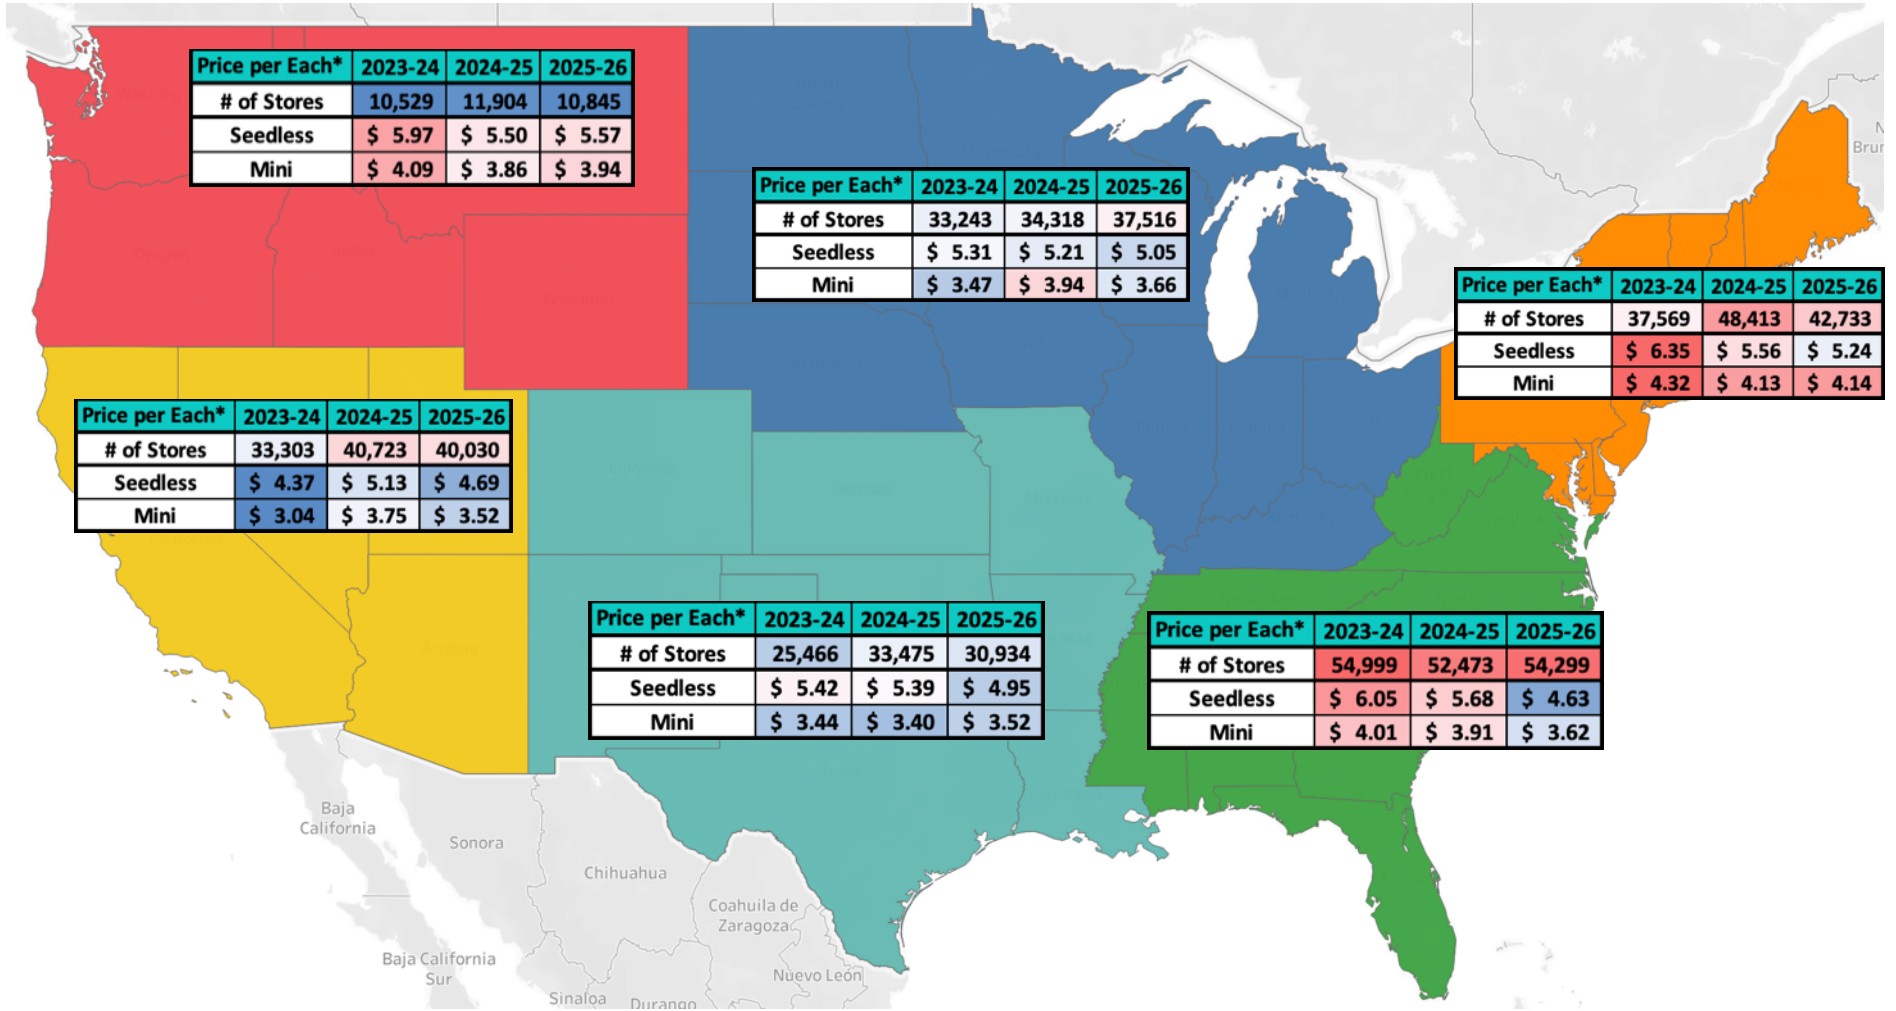 Price per Each* 2023-24 2024-25 2025-26
# of Stores 10,529 11,904 10,845
Seedless $ 5.97 $ 5.50 $ 5.57
Mini $ 4.09 $ 3.86 $ 3.94
Price per Each* 2023-24 2024-25 2025-26
# of Stores 33,243 34,318 37,516
Seedless $ 5.31 $ 5.21 $ 5.05
Mini $ 3.47 $ 3.94 $ 3.66
Price per Each* 2023-24 2024-25 2025-26
# of Stores 37,569 48,413 42,733
Seedless $ 6.35 $ 5.56 $ 5.24
Mini $ 4.32 $ 4.13 $ 4.14
Price per Each* 2023-24 2024-25 2025-26
# of Stores 33,303 40,723 40,030
Seedless $ 4.37 $ 5.13 $ 4.69
Mini $ 3.04 $ 3.75 $ 3.52
Price per Each* 2023-24 2024-25 2025-26
# of Stores 25,466 33,475 30,934
Seedless $ 5.42 $ 5.39 $ 4.95
Mini $ 3.44 $ 3.40 $ 3.52
Price per Each* 2023-24 2024-25 2025-26
# of Stores 54,999 52,473 54,299
Seedless $ 6.05 $ 5.68 $ 4.63
Mini $ 4.01 $ 3.91 $ 3.62
Oregon
Idaho
Wyoming
Colorado
Missouri
Arizona
Texas
Baja
California
Sonora
Chihuahua
Coahuila de
Zaragoza
Baja California
Sur
Nuevo León
Sinaloa
Durango